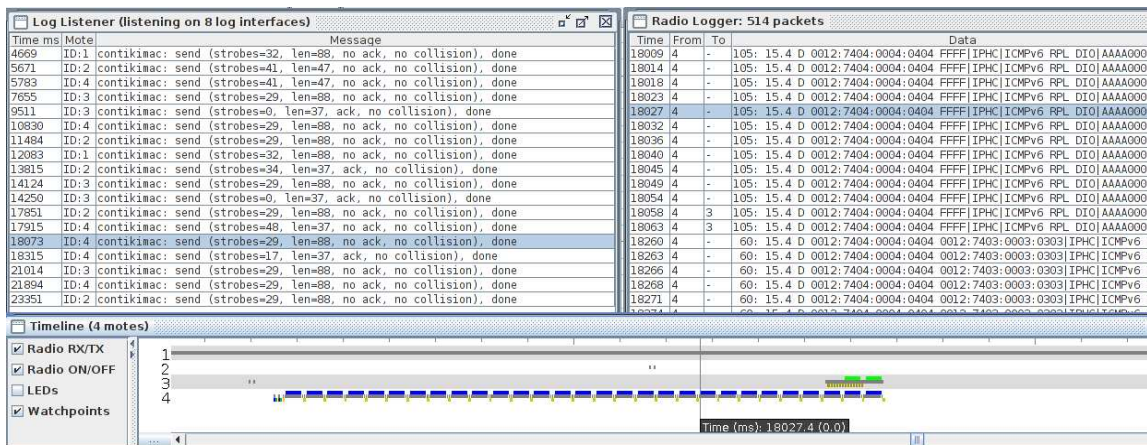 Log Listener (listening on 8 log interfaces)
Time ms Mote Message
4669 ID:1 contikimac: send (strobes=32, len=88, no ack, no collision), done
5671 ID:2 contikimac: send (strobes=41, len=47, no ack, no collision), done
5783 ID:4 contikimac: send (strobes=41, len=47, no ack, no collision), done
7655 ID:3 contikimac: send (strobes=29, len=88, no ack, no collision), done
9511 ID:3 contikimac: send (strobes=0, len=37, ack, no collision), done
10830 ID:4 contikimac: send (strobes=29, len=88, no ack, no collision), done
11484 ID:2 contikimac: send (strobes=29, len=88, no ack, no collision), done
12083 ID:1 contikimac: send (strobes=32, len=88, no ack, no collision), done
13815 ID:2 contikimac: send (strobes=34, len=37, ack, no collision), done
14124 ID:3 contikimac: send (strobes=29, len=88, no ack, no collision), done
14250 ID:3 contikimac: send (strobes=0, len=37, ack, no collision), done
17851 ID:2 contikimac: send (strobes=29, len=88, no ack, no collision), done
17915 ID:4 contikimac: send (strobes=48, len=37, no ack, no collision), done
18073 ID:4 contikimac: send (strobes=29, len=88, no ack, no collision), done
18315 ID:4 contikimac: send (strobes=17, len=37, ack, no collision), done
21014 ID:3 contikimac: send (strobes=29, len=88, no ack, no collision), done
21894 ID:4 contikimac: send (strobes=29, len=88, no ack, no collision), done
23351 ID:2 contikimac: send (strobes=29, len=88, no ack, no collision), done
Radio Logger: 514 packets
Time From To Data
18009 4 - 105: 15.4 D 0012:7404:0004:0404 FFFF|IPHC|ICMPv6 RPL DIO|AAAA000
18014 4 - 105: 15.4 D 0012:7404:0004:0404 FFFF|IPHC|ICMPv6 RPL DIO|AAAA000
18018 4 - 105: 15.4 D 0012:7404:0004:0404 FFFF|IPHC|ICMPv6 RPL DIO|AAAA000
18023 4 - 105: 15.4 D 0012:7404:0004:0404 FFFF|IPHC|ICMPv6 RPL DIO|AAAA000
18027 4 - 105: 15.4 D 0012:7404:0004:0404 FFFF|IPHC|ICMPv6 RPL DIO|AAAA000
18032 4 - 105: 15.4 D 0012:7404:0004:0404 FFFF|IPHC|ICMPv6 RPL DIO|AAAA000
18036 4 - 105: 15.4 D 0012:7404:0004:0404 FFFF|IPHC|ICMPv6 RPL DIO|AAAA000
18040 4 - 105: 15.4 D 0012:7404:0004:0404 FFFF|IPHC|ICMPv6 RPL DIO|AAAA000
18045 4 - 105: 15.4 D 0012:7404:0004:0404 FFFF|IPHC|ICMPv6 RPL DIO|AAAA000
18049 4 - 105: 15.4 D 0012:7404:0004:0404 FFFF|IPHC|ICMPv6 RPL DIO|AAAA000
18054 4 - 105: 15.4 D 0012:7404:0004:0404 FFFF|IPHC|ICMPv6 RPL DIO|AAAA000
18058 4 3 105: 15.4 D 0012:7404:0004:0404 FFFF|IPHC|ICMPv6 RPL DIO|AAAA000
18063 4 3 105: 15.4 D 0012:7404:0004:0404 FFFF|IPHC|ICMPv6 RPL DIO|AAAA000
18260 4 - 60: 15.4 D 0012:7404:0004:0404 0012:7403:0003:0303|IPHC|ICMPv6
18263 4 - 60: 15.4 D 0012:7404:0004:0404 0012:7403:0003:0303|IPHC|ICMPv6
18266 4 - 60: 15.4 D 0012:7404:0004:0404 0012:7403:0003:0303|IPHC|ICMPv6
18268 4 - 60: 15.4 D 0012:7404:0004:0404 0012:7403:0003:0303|IPHC|ICMPv6
18271 4 - 60: 15.4 D 0012:7404:0004:0404 0012:7403:0003:0303|IPHC|ICMPv6
Timeline (4 motes)
Radio RX/TX
Radio ON/OFF
LEDs
Watchpoints
1
2
3
4
Time (ms): 18027.4 (0.0)
...